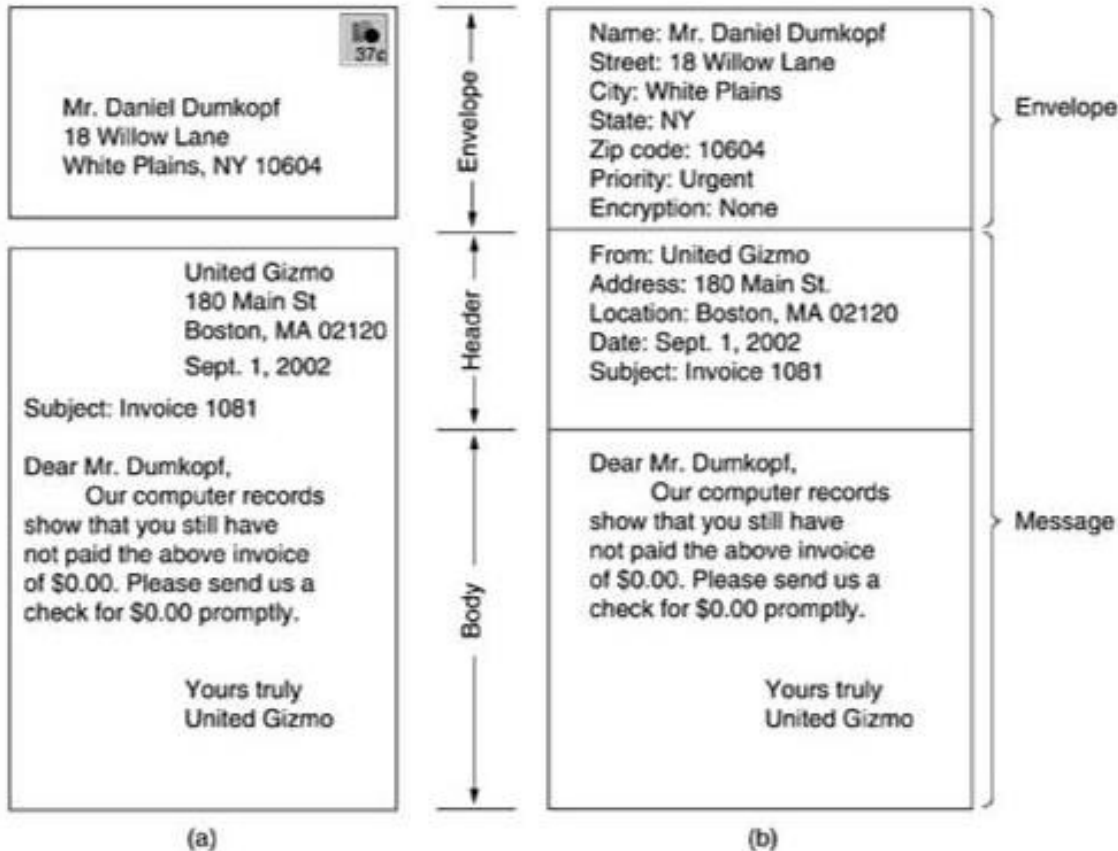 37¢
Mr. Daniel Dumkopf
18 Willow Lane
White Plains, NY 10604
United Gizmo
180 Main St
Boston, MA 02120
Sept. 1, 2002
Subject: Invoice 1081
Dear Mr. Dumkopf,
Our computer records
show that you still have
not paid the above invoice
of $0.00. Please send us a
check for $0.00 promptly.
Yours truly
United Gizmo
(a)
Envelope
Header
Body
Name: Mr. Daniel Dumkopf
Street: 18 Willow Lane
City: White Plains
State: NY
Zip code: 10604
Priority: Urgent
Encryption: None
From: United Gizmo
Address: 180 Main St.
Location: Boston, MA 02120
Date: Sept. 1, 2002
Subject: Invoice 1081
Dear Mr. Dumkopf,
Our computer records
show that you still have
not paid the above invoice
of $0.00. Please send us a
check for $0.00 promptly.
Yours truly
United Gizmo
(b)
Envelope
Message